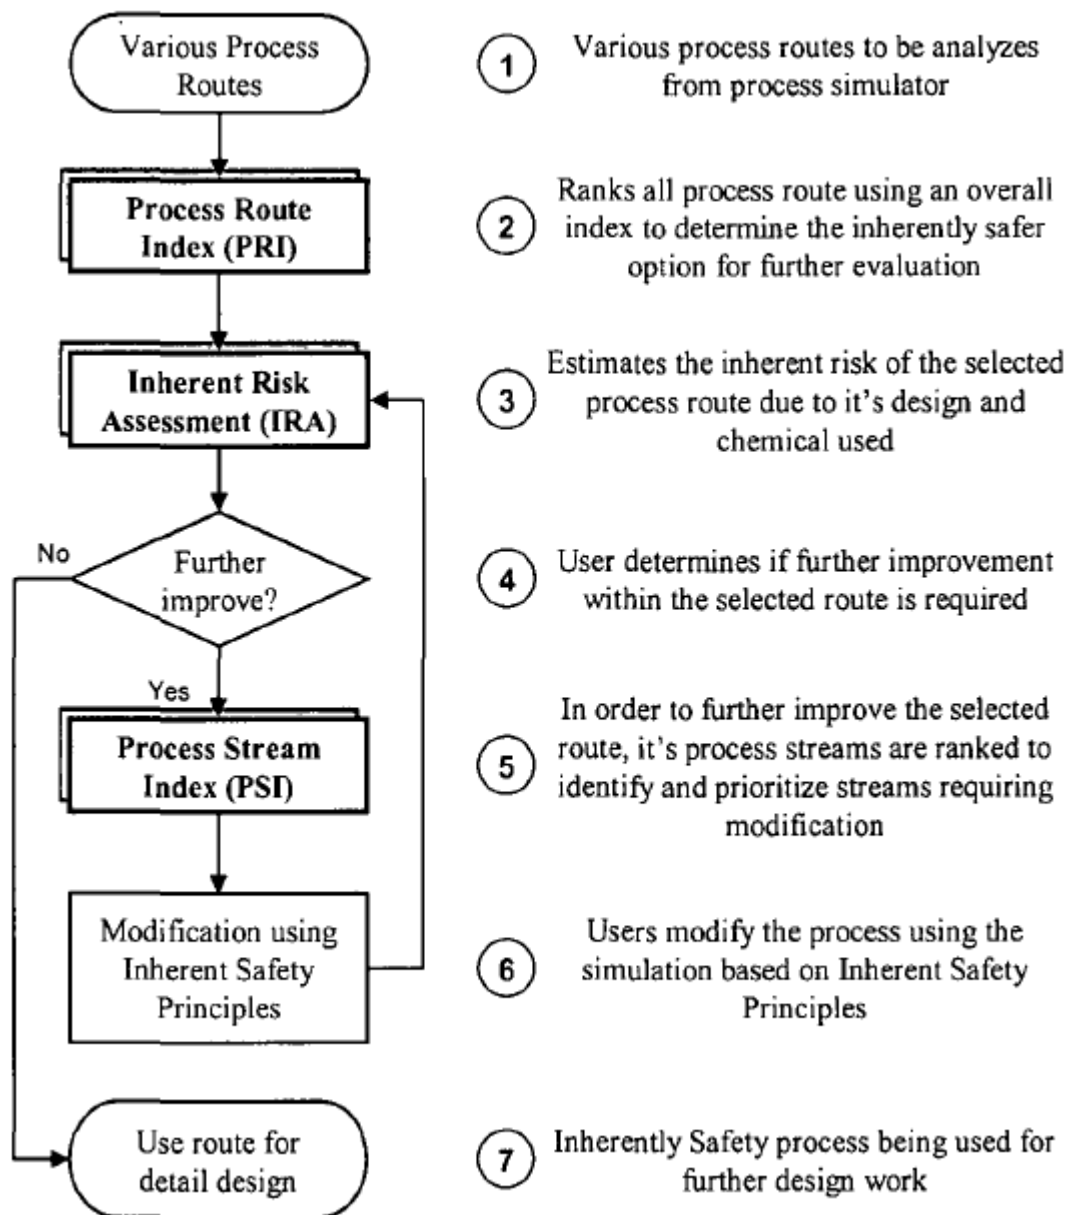 Various Process
Routes
1
Various process routes to be analyzes
from process simulator
Process Route
Index (PRI)
2
Ranks all process route using an overall
index to determine the inherently safer
option for further evaluation
Inherent Risk
Assessment (IRA)
3
Estimates the inherent risk of the selected
process route due to it's design and
chemical used
No
Further
improve?
4
User determines if further improvement
within the selected route is required
Yes
Process Stream
Index (PSI)
5
In order to further improve the selected
route, it's process streams are ranked to
identify and prioritize streams requiring
modification
Modification using
Inherent Safety
Principles
6
Users modify the process using the
simulation based on Inherent Safety
Principles
Use route for
detail design
7
Inherently Safety process being used for
further design work